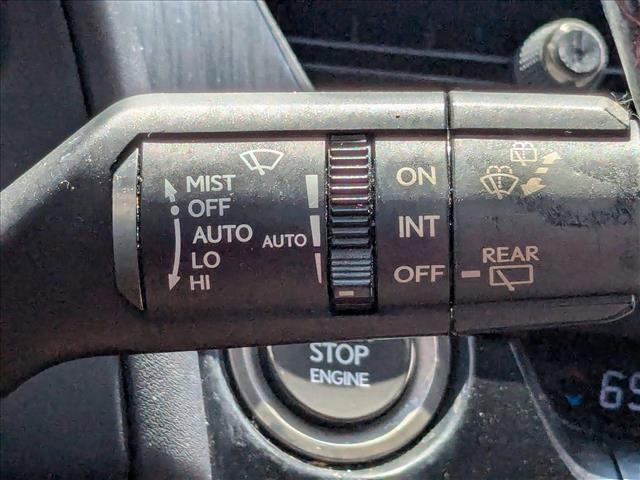 MIST
OFF
AUTO
LO
HI
AUTO
ON
INT
OFF
REAR
STOP
ENGINE